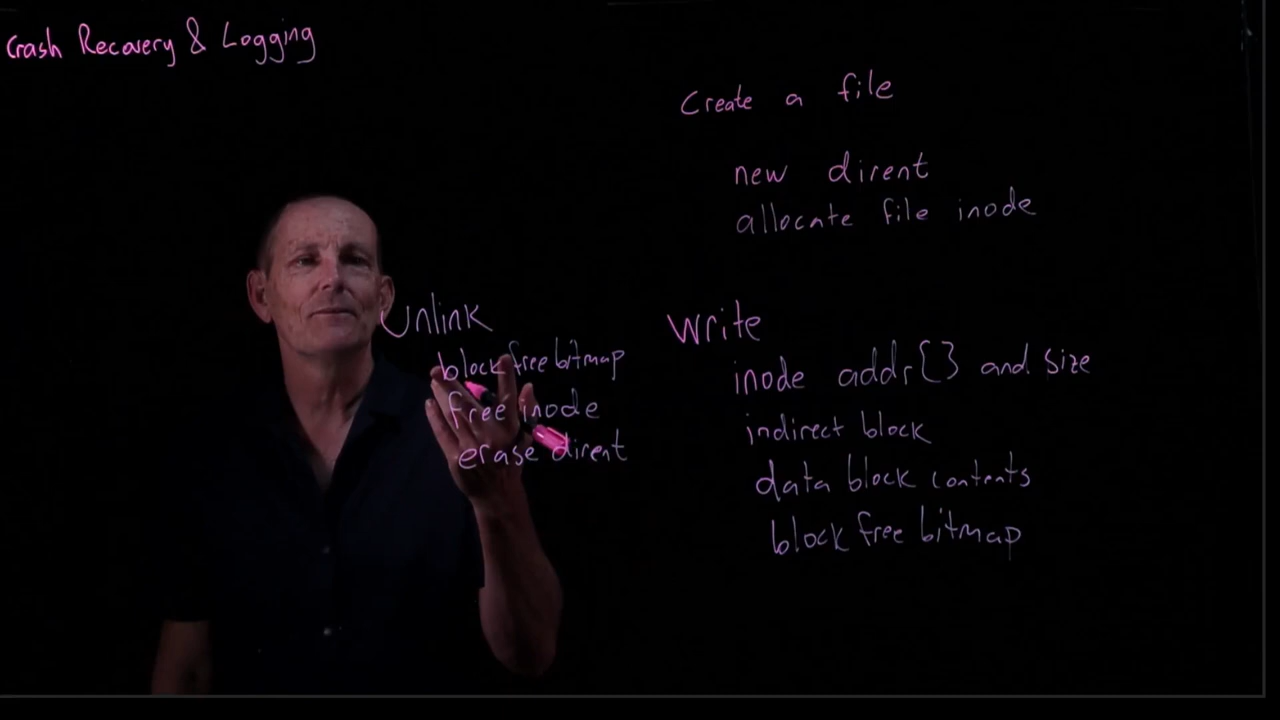 Crash Recovery & Logging
Create a file
new dirent
allocate file inode
Unlink
block free bitmap
free inode
erase dirent
Write
inode addr[] and size
indirect block
data block contents
block free bitmap